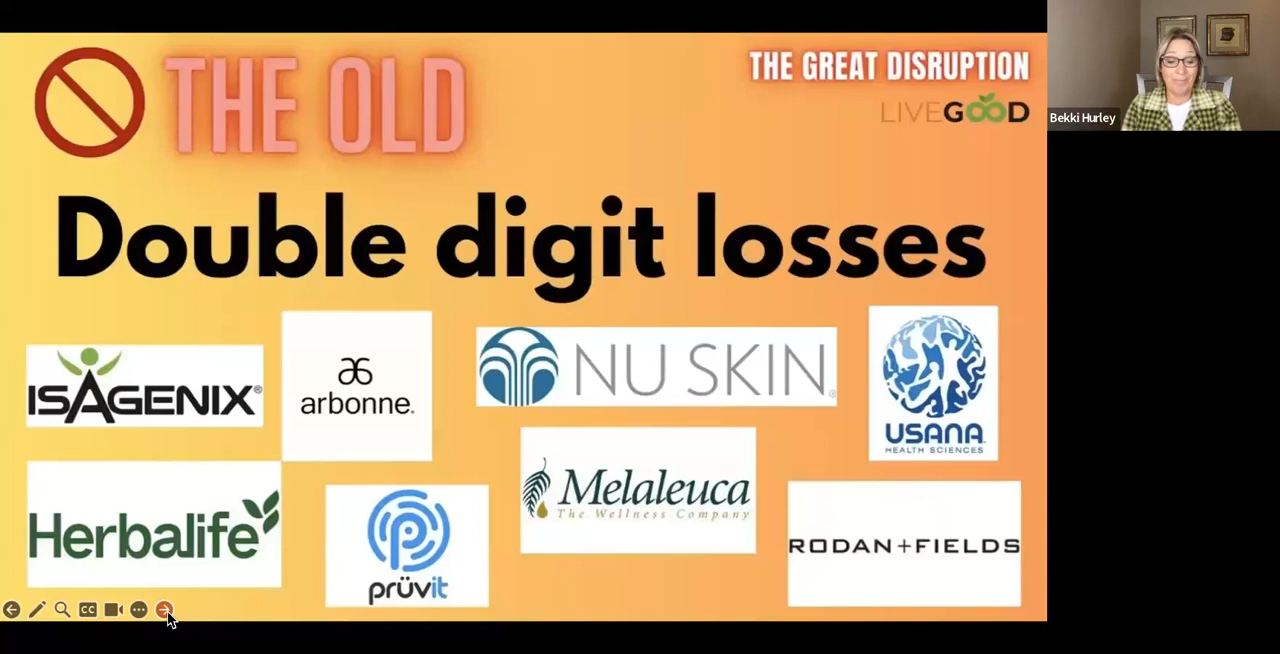 THE OLD
THE GREAT DISRUPTION
LIVEGOOD
Bekki Hurley
Double digit losses
ISAGENIX®
arbonne.
NU SKIN®
USANA
HEALTH SCIENCES
Herbalife
prüvit
Melaleuca
The Wellness Company
RODAN+FIELDS
CC